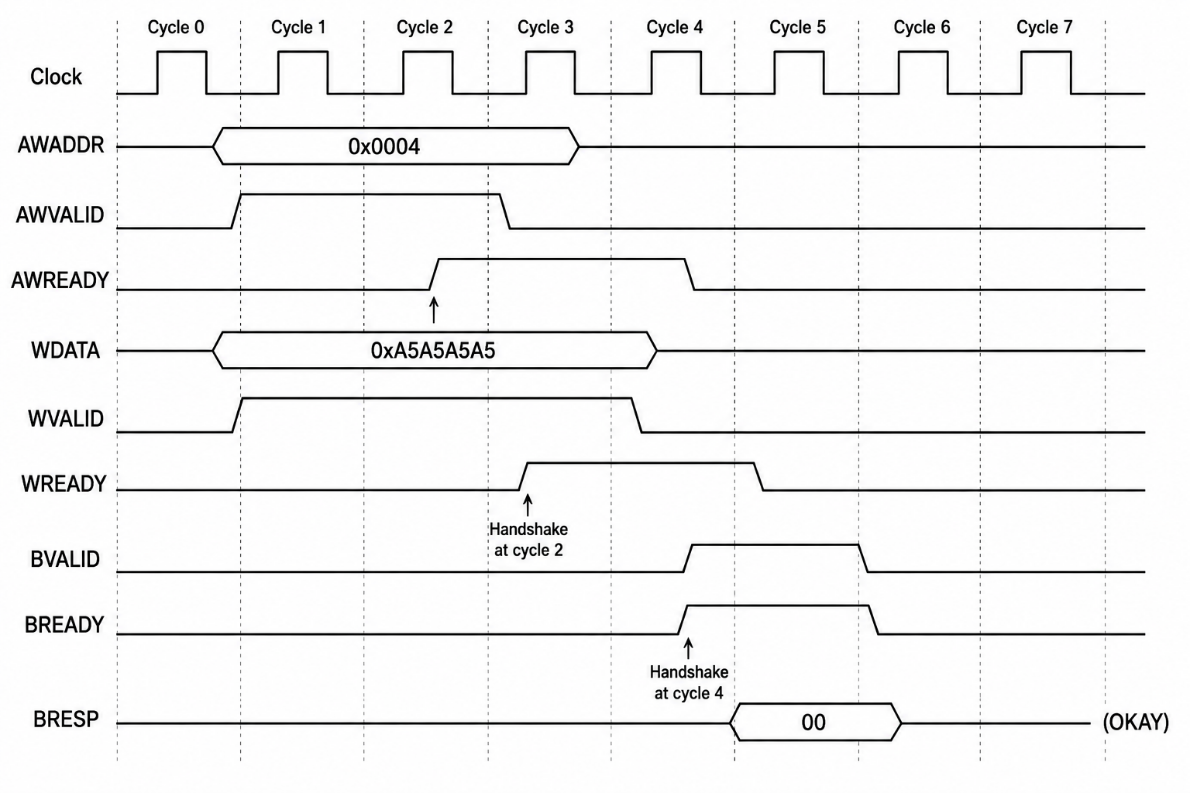 Cycle 0 Cycle 1 Cycle 2 Cycle 3 Cycle 4 Cycle 5 Cycle 6 Cycle 7
Clock
AWADDR 0x0004
AWVALID
AWREADY
WDATA 0xA5A5A5A5
WVALID
WREADY
Handshake
at cycle 2
BVALID
BREADY
Handshake
at cycle 4
BRESP 00 (OKAY)